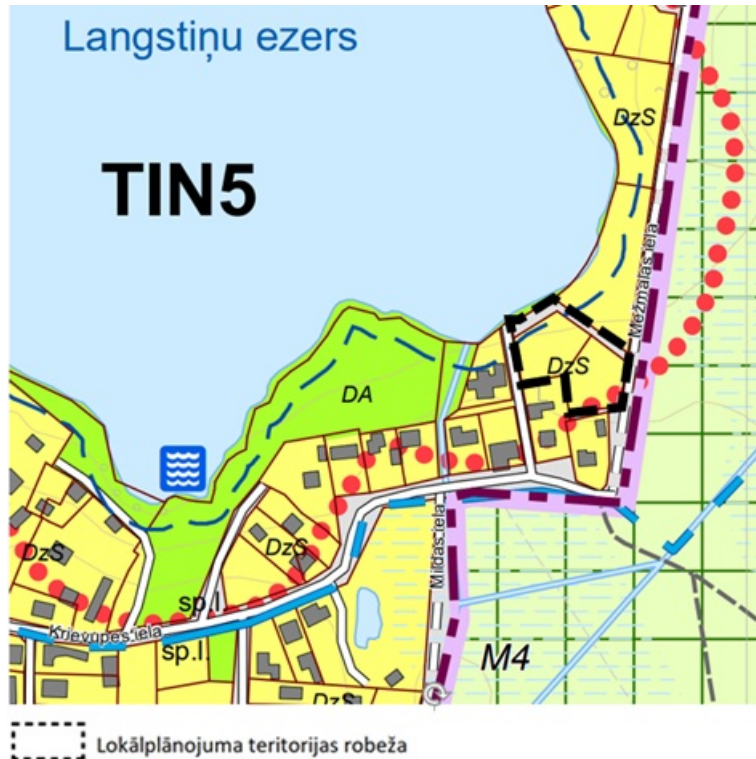 Langstiņu ezers
DzS
TIN5
Mežmalas iela
DzS
DA
DzS
DzS
Mildas iela
sp.l.
Krievupes iela
sp.l.
M4
DzS
Lokālplānojuma teritorijas robeža